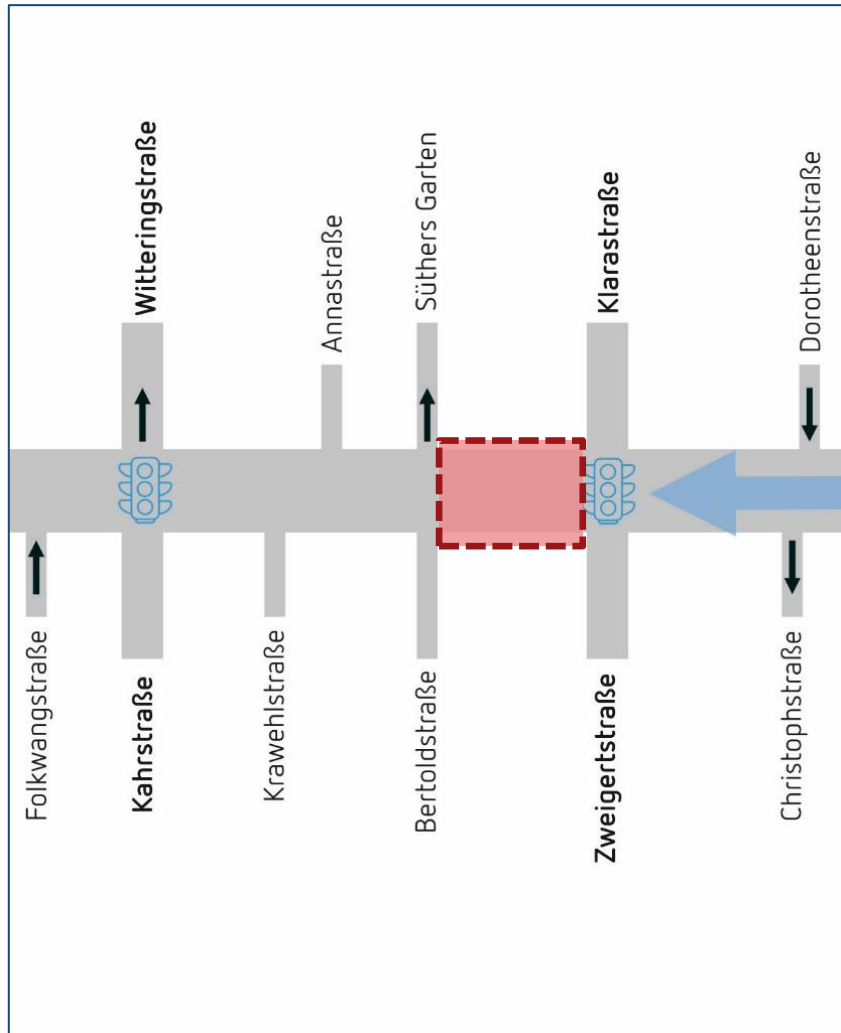 Witteringstraße
Annastraße
Süthers Garten
Klarastraße
Dorotheenstraße
Folkwangstraße
Kahrstraße
Krawehlstraße
Bertoldstraße
Zweigertstraße
Christophstraße